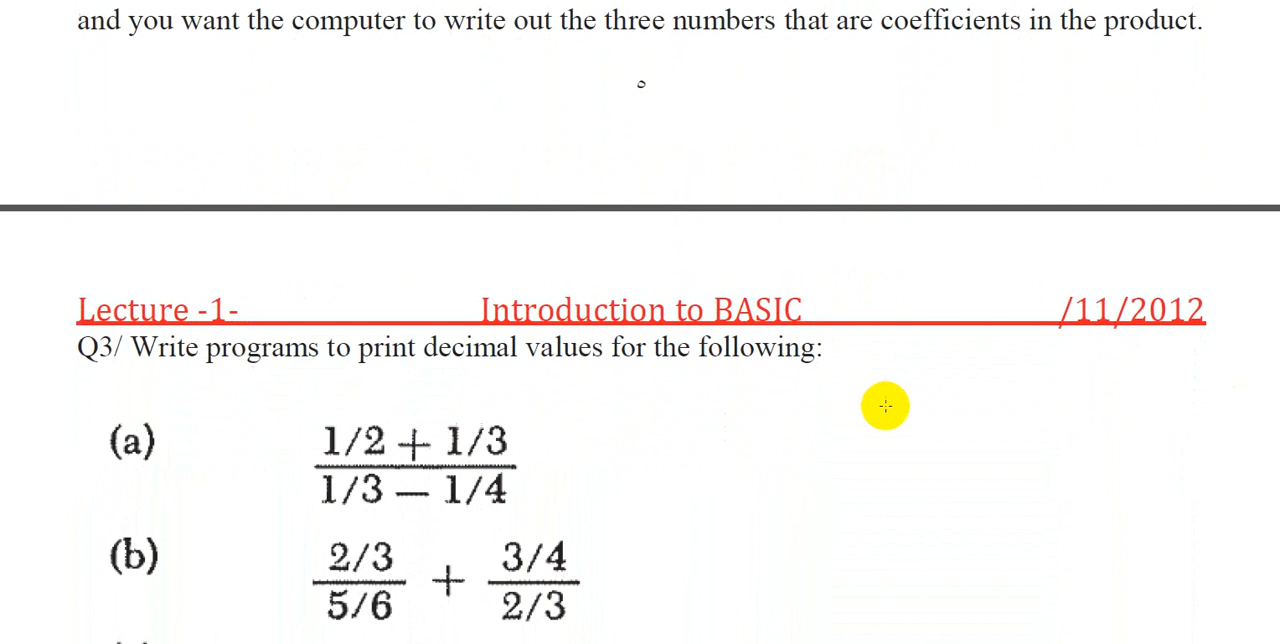 and you want the computer to write out the three numbers that are coefficients in the product.
Lecture -1- Introduction to BASIC /11/2012
Q3/ Write programs to print decimal values for the following:
(a) 1/2 + 1/3
1/3 — 1/4
(b) 2/3 + 3/4
5/6 2/3